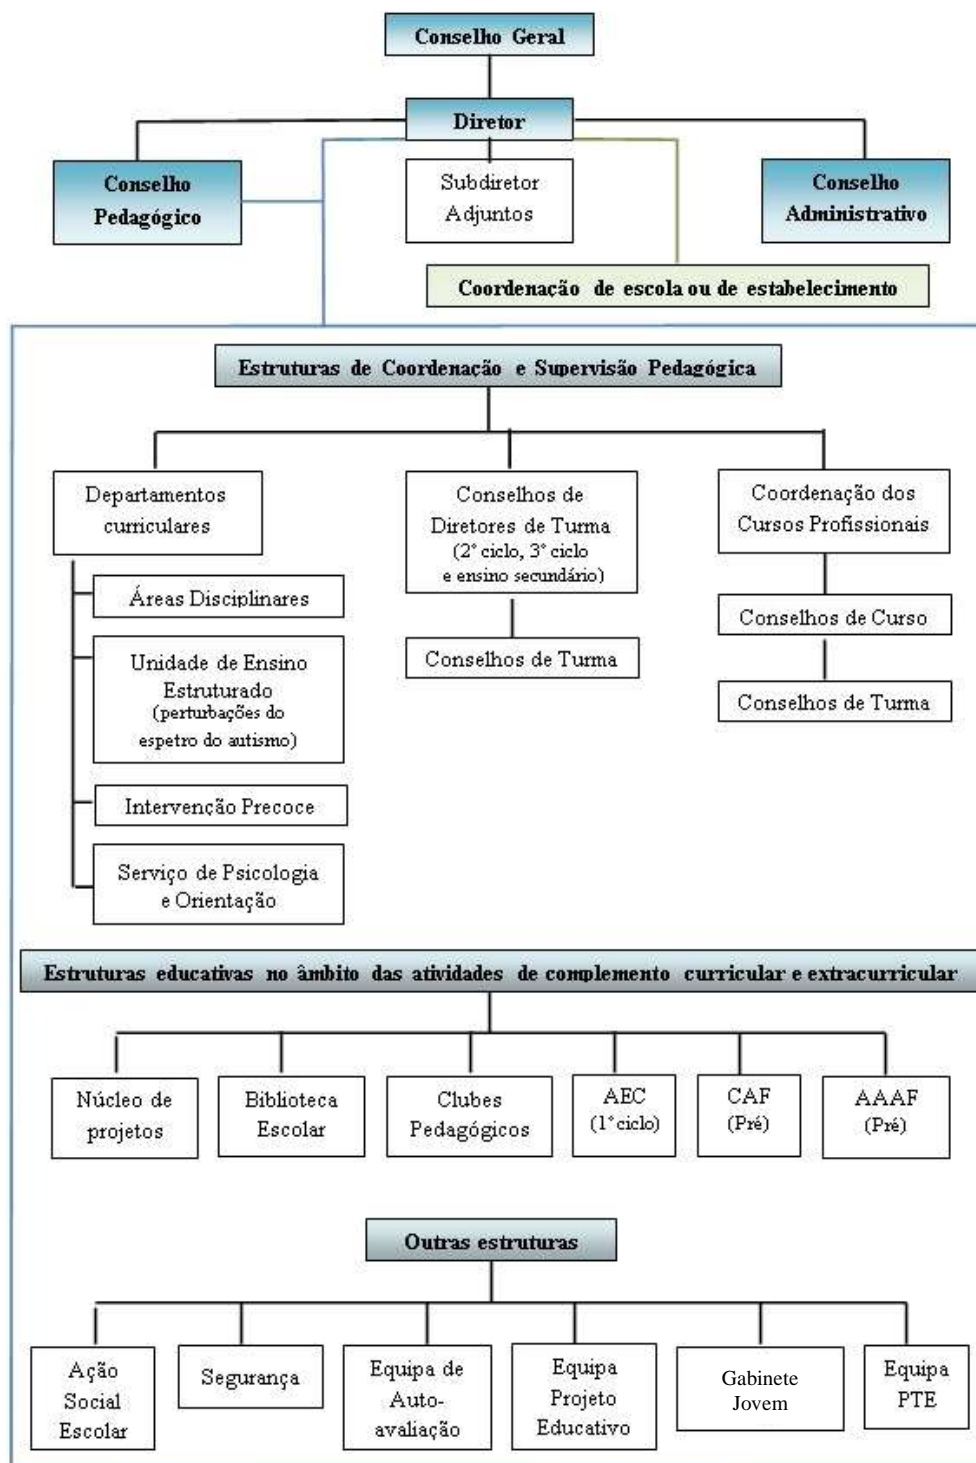 Conselho Geral
Diretor
Conselho
Pedagógico
Subdiretor
Adjuntos
Conselho
Administrativo
Coordenação de escola ou de estabelecimento
Estruturas de Coordenação e Supervisão Pedagógica
Departamentos
curriculares
Áreas Disciplinares
Unidade de Ensino
Estruturado
(perturbações do
espetro do autismo)
Intervenção Precoce
Serviço de Psicologia
e Orientação
Conselhos de
Diretores de Turma
(2º ciclo, 3º ciclo
e ensino secundário)
Conselhos de Turma
Coordenação dos
Cursos Profissionais
Conselhos de Curso
Conselhos de Turma
Estruturas educativas no âmbito das atividades de complemento curricular e extracurricular
Núcleo de
projetos
Biblioteca
Escolar
Clubes
Pedagógicos
AEC
(1º ciclo)
CAF
(Pré)
AAAF
(Pré)
Outras estruturas
Ação
Social
Escolar
Segurança
Equipa de
Auto-
avaliação
Equipa
Projeto
Educativo
Gabinete
Jovem
Equipa
PTE